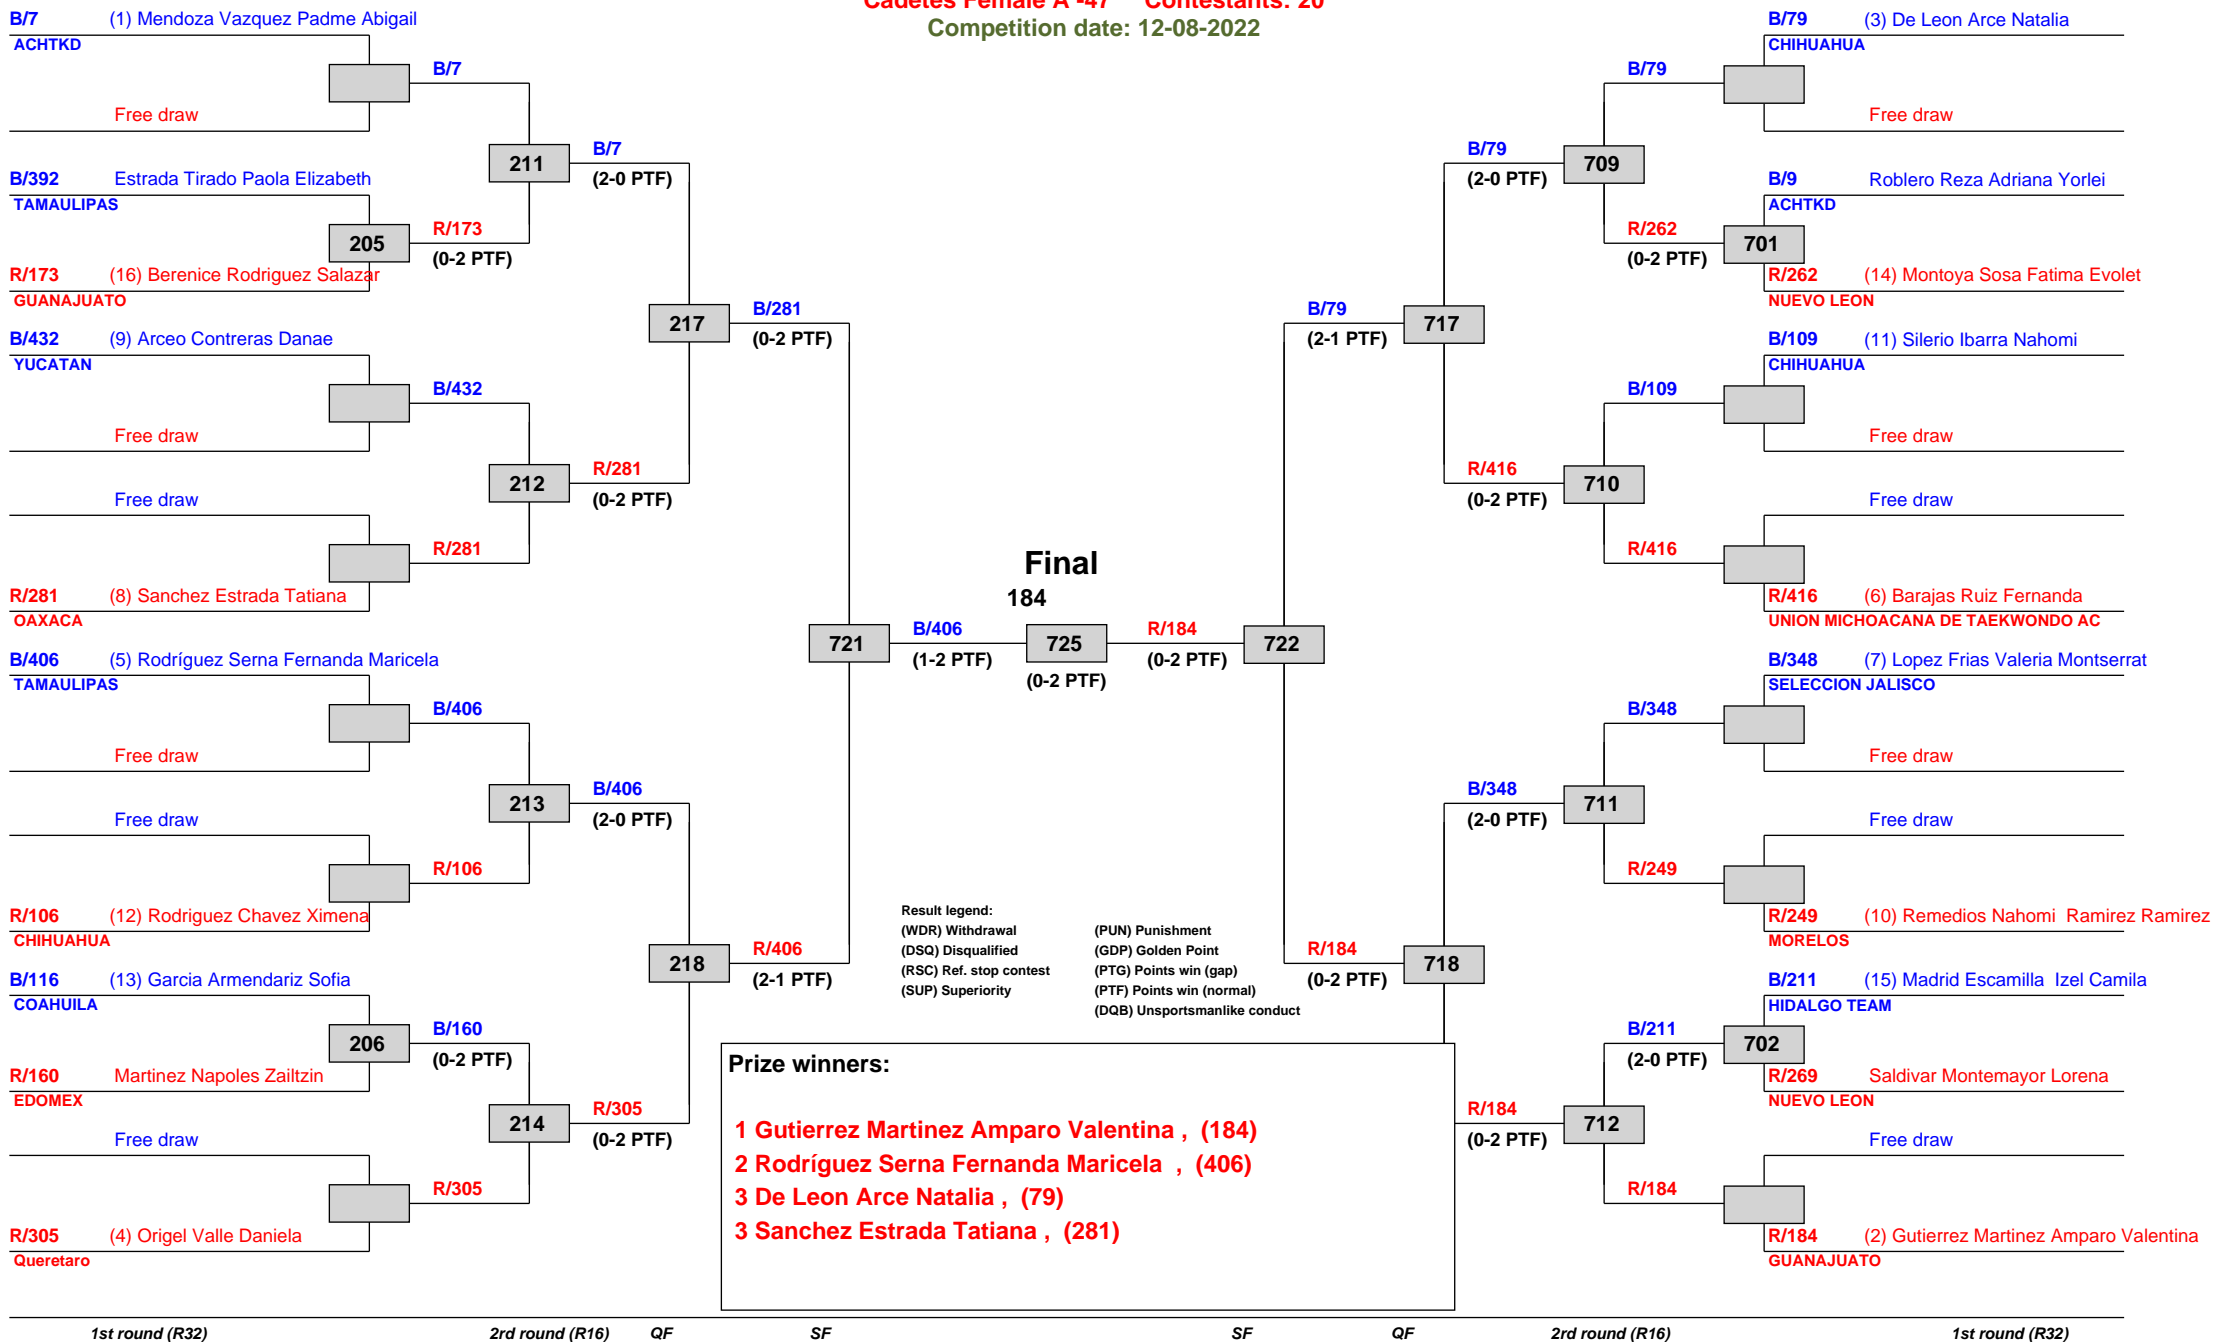 Cadetes Female A -47 Contestants: 20
Competition date: 12-08-2022
B/7 (1) Mendoza Vazquez Padme Abigail
ACHTKD
B/7
Free draw
211
B/7
(2-0 PTF)
B/392 Estrada Tirado Paola Elizabeth
TAMAULIPAS
205
R/173
(0-2 PTF)
R/173 (16) Berenice Rodriguez Salazar
GUANAJUATO
217
B/281
(0-2 PTF)
B/432 (9) Arceo Contreras Danae
YUCATAN
B/432
Free draw
212
R/281
(0-2 PTF)
Free draw
R/281
R/281 (8) Sanchez Estrada Tatiana
OAXACA
721
B/406
(1-2 PTF)
B/406 (5) Rodríguez Serna Fernanda Maricela
TAMAULIPAS
B/406
Free draw
213
B/406
(2-0 PTF)
Free draw
R/106
R/106 (12) Rodriguez Chavez Ximena
CHIHUAHUA
218
R/406
(2-1 PTF)
B/116 (13) Garcia Armendariz Sofia
COAHUILA
206
B/160
(0-2 PTF)
R/160 Martinez Napoles Zailtzin
EDOMEX
214
R/305
(0-2 PTF)
Free draw
R/305
R/305 (4) Origel Valle Daniela
Queretaro
Final
184
725
(0-2 PTF)
B/79 (3) De Leon Arce Natalia
CHIHUAHUA
B/79
Free draw
B/79
(2-0 PTF)
709
B/9 Roblero Reza Adriana Yorlei
ACHTKD
R/262
(0-2 PTF)
701
R/262 (14) Montoya Sosa Fatima Evolet
NUEVO LEON
B/79
(2-1 PTF)
717
B/109 (11) Silerio Ibarra Nahomi
CHIHUAHUA
B/109
Free draw
R/416
(0-2 PTF)
710
Free draw
R/416
R/416 (6) Barajas Ruiz Fernanda
UNION MICHOACANA DE TAEKWONDO AC
R/184
(0-2 PTF)
722
B/348 (7) Lopez Frias Valeria Montserrat
SELECCION JALISCO
B/348
Free draw
B/348
(2-0 PTF)
711
Free draw
R/249
R/249 (10) Remedios Nahomi Ramirez Ramirez
MORELOS
R/184
(0-2 PTF)
718
B/211 (15) Madrid Escamilla Izel Camila
HIDALGO TEAM
B/211
(2-0 PTF)
702
R/269 Saldivar Montemayor Lorena
NUEVO LEON
R/184
(0-2 PTF)
712
Free draw
R/184
R/184 (2) Gutierrez Martinez Amparo Valentina
GUANAJUATO
Result legend:
(WDR) Withdrawal (PUN) Punishment
(DSQ) Disqualified (GDP) Golden Point
(RSC) Ref. stop contest (PTG) Points win (gap)
(SUP) Superiority (PTF) Points win (normal)
(DQB) Unsportsmanlike conduct
Prize winners:
1 Gutierrez Martinez Amparo Valentina , (184)
2 Rodríguez Serna Fernanda Maricela , (406)
3 De Leon Arce Natalia , (79)
3 Sanchez Estrada Tatiana , (281)
1st round (R32) 2rd round (R16) QF SF SF QF 2rd round (R16) 1st round (R32)